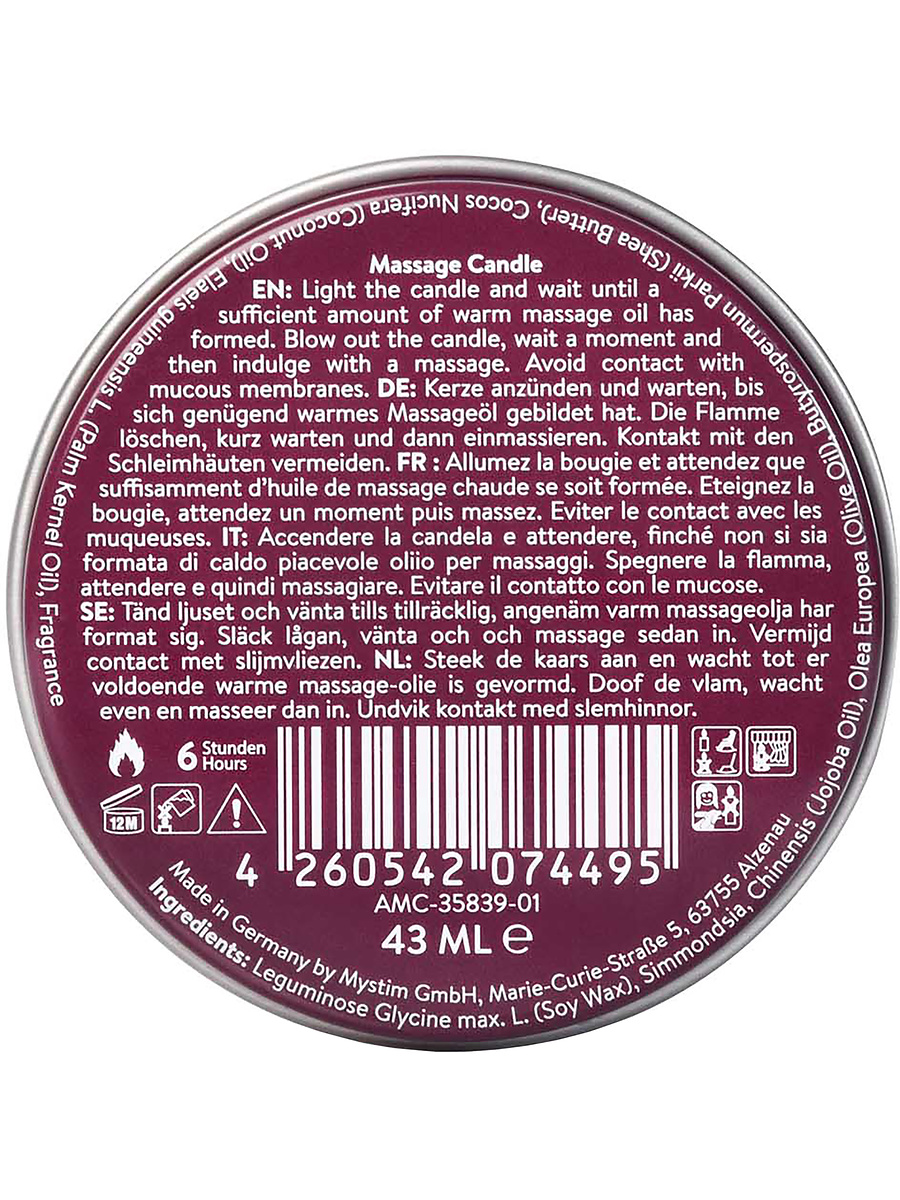 Massage Candle
EN: Light the candle and wait until a
sufficient amount of warm massage oil has
formed. Blow out the candle, wait a moment and
then indulge with a massage. Avoid contact with
mucous membranes. DE: Kerze anzünden und warten, bis
sich genügend warmes Massageöl gebildet hat. Die Flamme
löschen, kurz warten und dann einmassieren. Kontakt mit den
Schleimhäuten vermeiden. FR : Allumez la bougie et attendez que
suffisamment d'huile de massage chaude se soit formée. Eteignez la
bougie, attendez un moment puis massez. Eviter le contact avec les
muqueuses. IT: Accendere la candela e attendere, finché non si sia
formata di caldo piacevole oliio per massaggi. Spegnere la flamma,
attendere e quindi massagiare. Evitare il contatto con le mucose.
SE: Tänd ljuset och vänta tills tillräcklig, angenäm varm massageolja har
format sig. Släck lågan, vänta och och massage sedan in. Vermijd
contact met slijmvliezen. NL: Steek de kaars aan en wacht tot er
voldoende warme massage-olie is gevormd. Doof de vlam, wacht
even en masseer dan in. Undvik kontakt med slemhinnor.
6 Stunden
Hours
12M
4 260542 074495
AMC-35839-01
43 ML e
Made in Germany by Mystim GmbH, Marie-Curie-Straße 5, 63755 Alzenau
Ingredients: Leguminose Glycine max. L. (Soy Wax), Simmondsia, Chinensis (Jojoba Oil), Olea Europea (Olive Oil), Butyrospermun Parkii (Shea Butter), Cocos Nucifera (Coconut Oil), Elaeis guineensis L. (Palm Kernel Oil), Fragrance